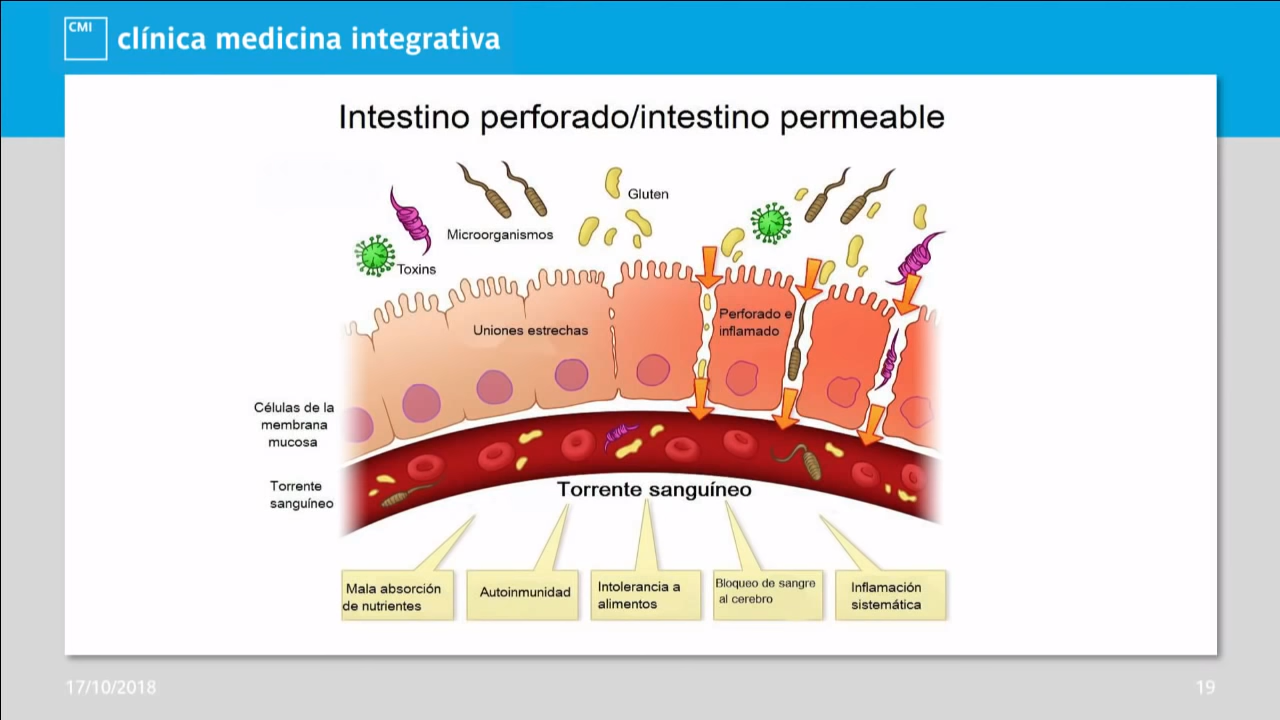 CMI
clínica medicina integrativa
Intestino perforado/intestino permeable
Gluten
Microorganismos
Toxins
Uniones estrechas
Perforado e
inflamado
Células de la
membrana
mucosa
Torrente
sanguíneo
Torrente sanguíneo
Mala absorción
de nutrientes
Autoinmunidad
Intolerancia a
alimentos
Bloqueo de sangre
al cerebro
Inflamación
sistemática
17/10/2018
19